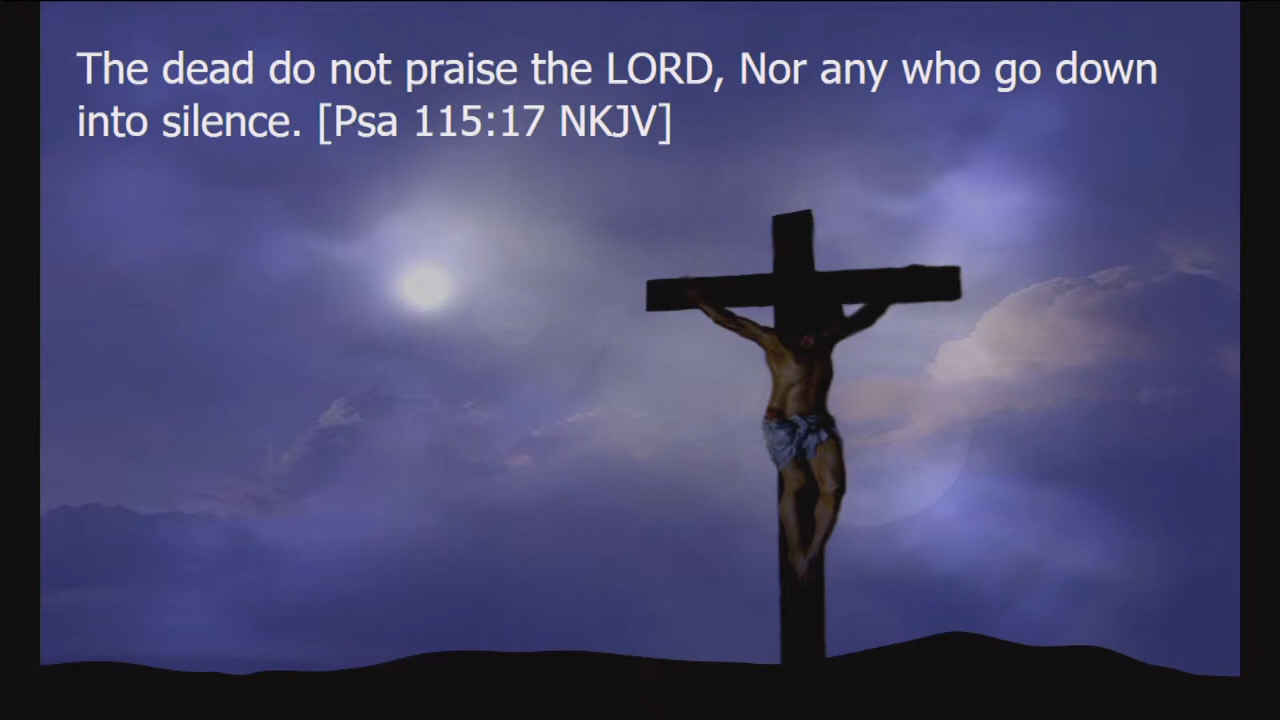 The dead do not praise the LORD, Nor any who go down
into silence. [Psa 115:17 NKJV]